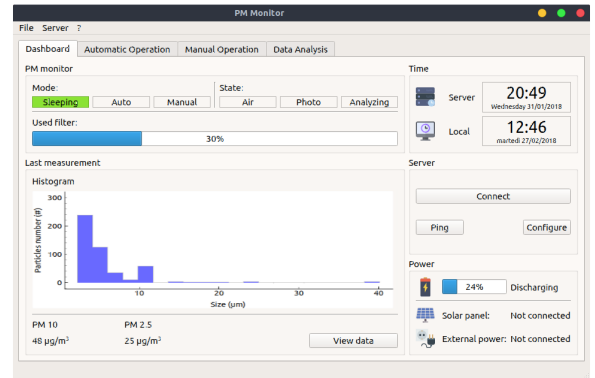 PM Monitor
File Server ?
Dashboard Automatic Operation Manual Operation Data Analysis
PM monitor
Mode: State:
Sleeping Auto Manual Air Photo Analyzing
Used filter:
30%
Last measurement
Histogram
300
200
100
0
Particles number (#)
10 20 30 40
Size (μm)
PM 10 PM 2.5
48 μg/m³ 25 μg/m³ View data
Time
Server 20:49
Wednesday 31/01/2018
Local 12:46
martedì 27/02/2018
Server
Connect
Ping Configure
Power
24% Discharging
Solar panel: Not connected
External power: Not connected